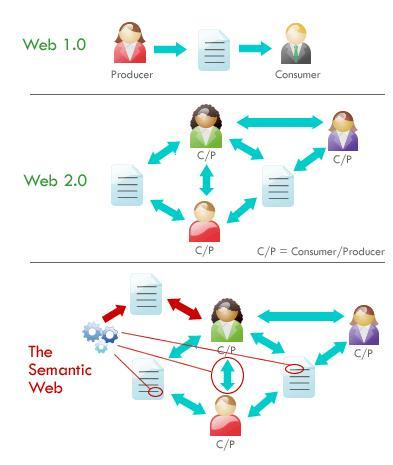 Web 1.0
Producer
Consumer
Web 2.0
C/P
C/P
C/P
C/P = Consumer/Producer
The
Semantic
Web
C/P
C/P
C/P